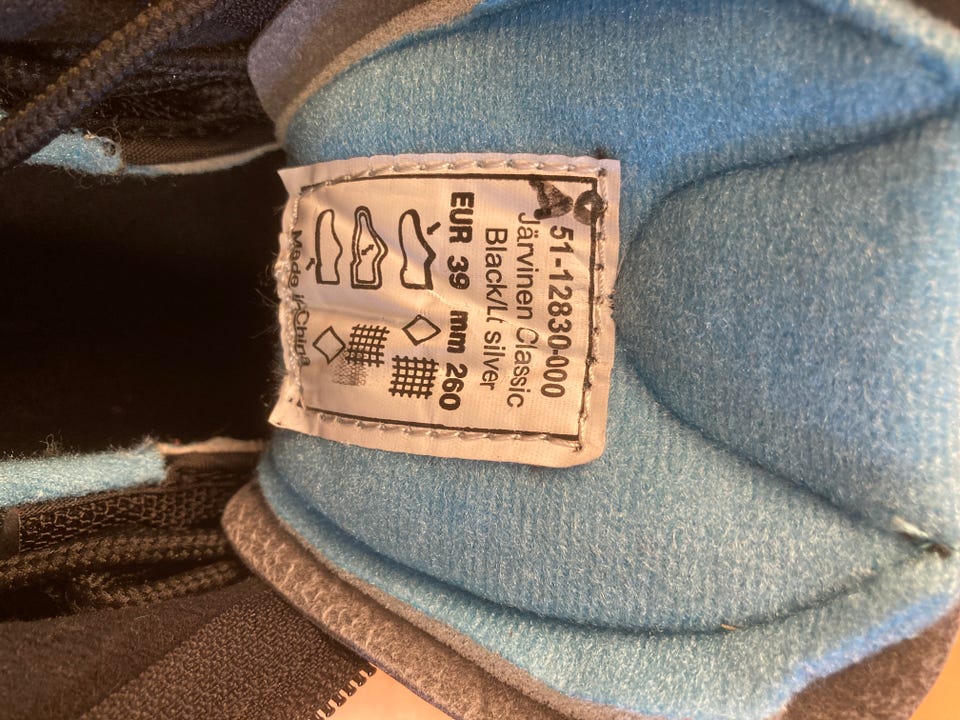 51-12830-000
Järvinen Classic
Black/Lt silver
EUR 39 mm 260
Made in China